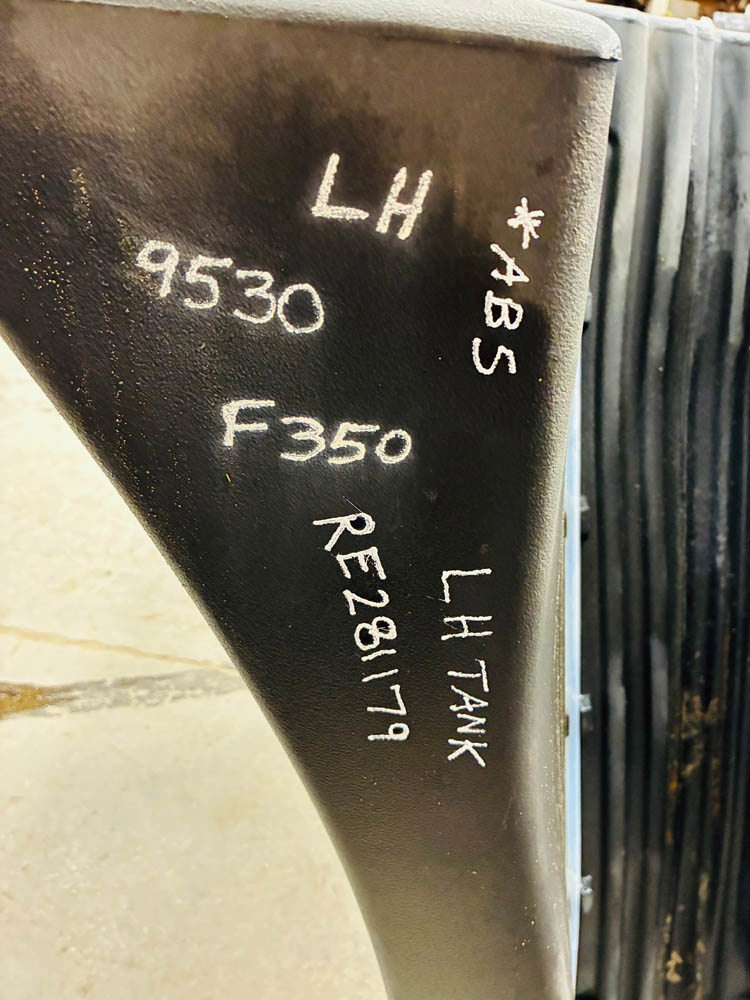 LH
*ABS
9530
F350
RE281179
LH TANK